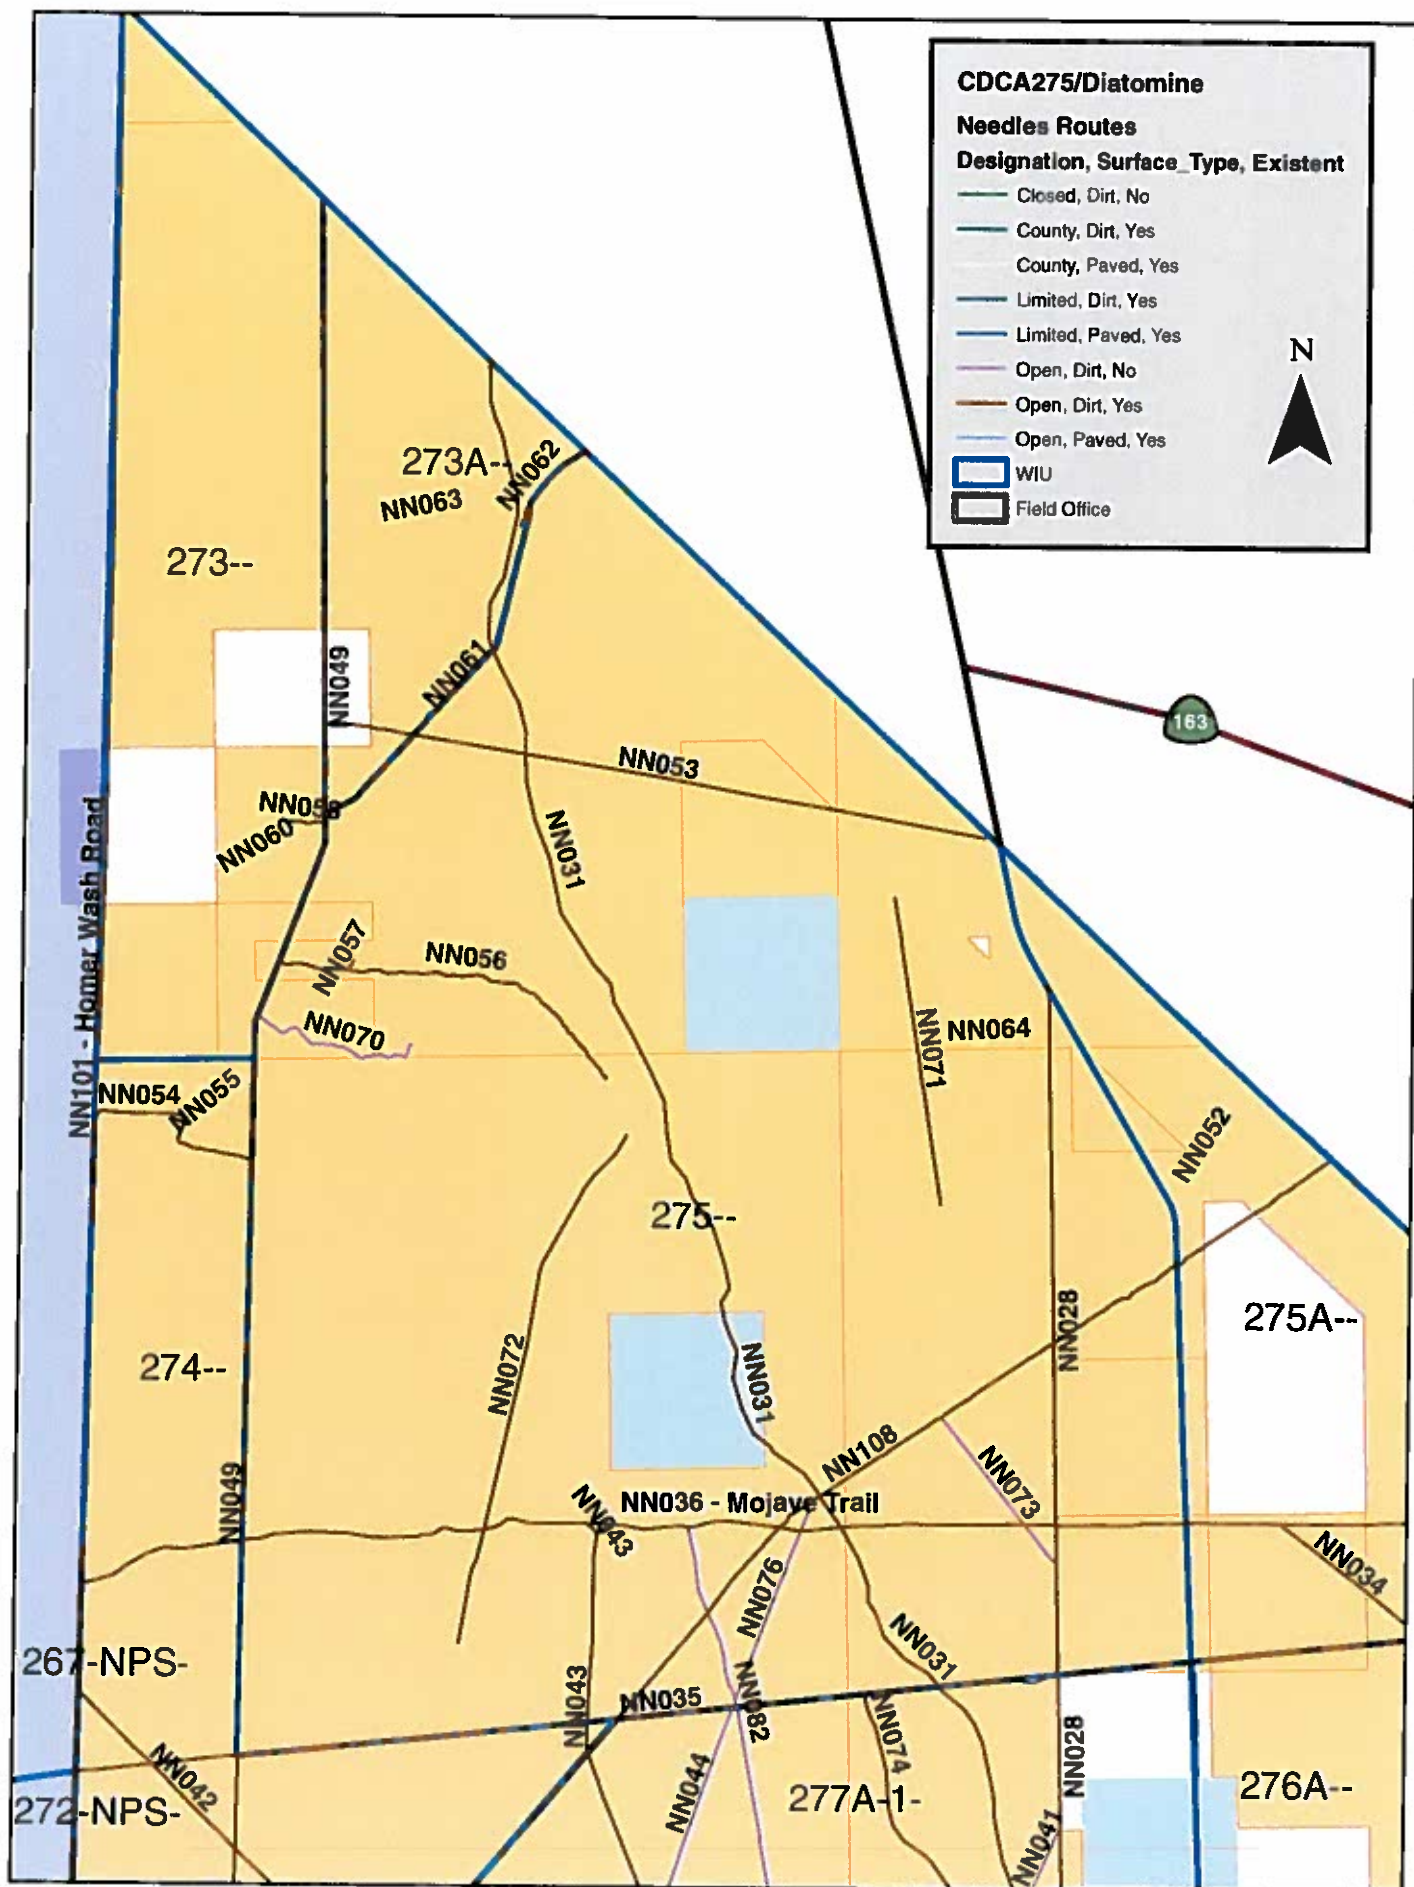 CDCA275/Diatomine
Needles Routes
Designation, Surface_Type, Existent
Closed, Dirt, No
County, Dirt, Yes
County, Paved, Yes
Limited, Dirt, Yes
Limited, Paved, Yes
Open, Dirt, No
Open, Dirt, Yes
Open, Paved, Yes
WIU
Field Office
N
163
273A--
NN062
NN063
273--
NN049
NN061
NN053
NN060
NN031
NN101 - Homer Wash Road
NN057
NN056
NN070
NN071
NN064
NN054
NN055
NN052
275--
275A--
274--
NN072
NN028
NN031
NN108
NN049
NN073
NN036 - Mojave Trail
NN043
NN076
NN034
267-NPS-
NN031
NN043
NN035
NN082
NN074
NN042
NN044
NN028
272-NPS-
277A-1-
276A--
NN041